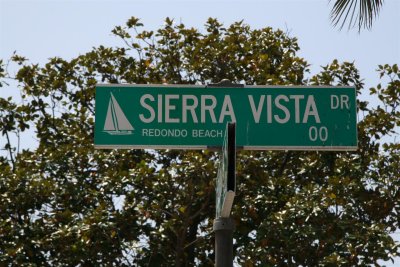 SIERRA VISTA DR
REDONDO BEACH 00